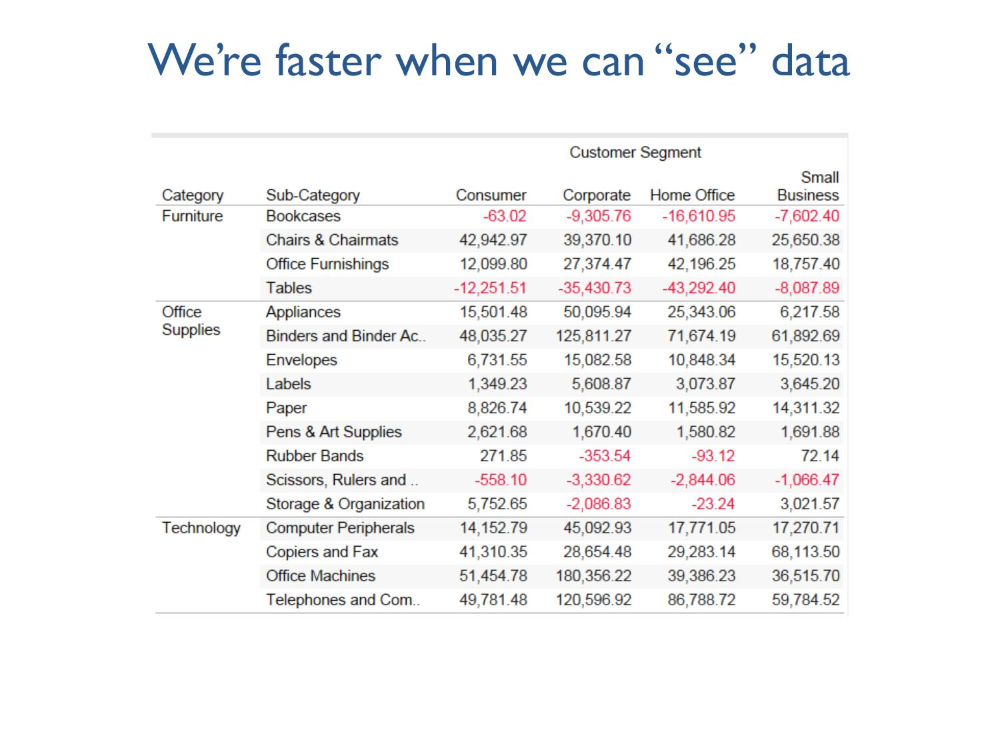 We’re faster when we can “see” data
Customer Segment
Category Sub-Category Consumer Corporate Home Office Small Business
Furniture Bookcases -63.02 -9,305.76 -16,610.95 -7,602.40
Chairs & Chairmats 42,942.97 39,370.10 41,686.28 25,650.38
Office Furnishings 12,099.80 27,374.47 42,196.25 18,757.40
Tables -12,251.51 -35,430.73 -43,292.40 -8,087.89
Office Supplies Appliances 15,501.48 50,095.94 25,343.06 6,217.58
Binders and Binder Ac.. 48,035.27 125,811.27 71,674.19 61,892.69
Envelopes 6,731.55 15,082.58 10,848.34 15,520.13
Labels 1,349.23 5,608.87 3,073.87 3,645.20
Paper 8,826.74 10,539.22 11,585.92 14,311.32
Pens & Art Supplies 2,621.68 1,670.40 1,580.82 1,691.88
Rubber Bands 271.85 -353.54 -93.12 72.14
Scissors, Rulers and .. -558.10 -3,330.62 -2,844.06 -1,066.47
Storage & Organization 5,752.65 -2,086.83 -23.24 3,021.57
Technology Computer Peripherals 14,152.79 45,092.93 17,771.05 17,270.71
Copiers and Fax 41,310.35 28,654.48 29,283.14 68,113.50
Office Machines 51,454.78 180,356.22 39,386.23 36,515.70
Telephones and Com.. 49,781.48 120,596.92 86,788.72 59,784.52